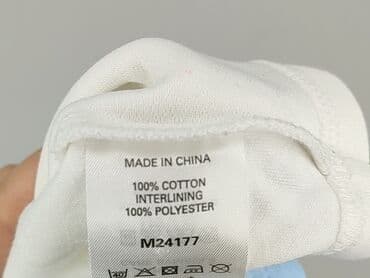 MADE IN CHINA
100% COTTON
INTERLINING
100% POLYESTER
M24177